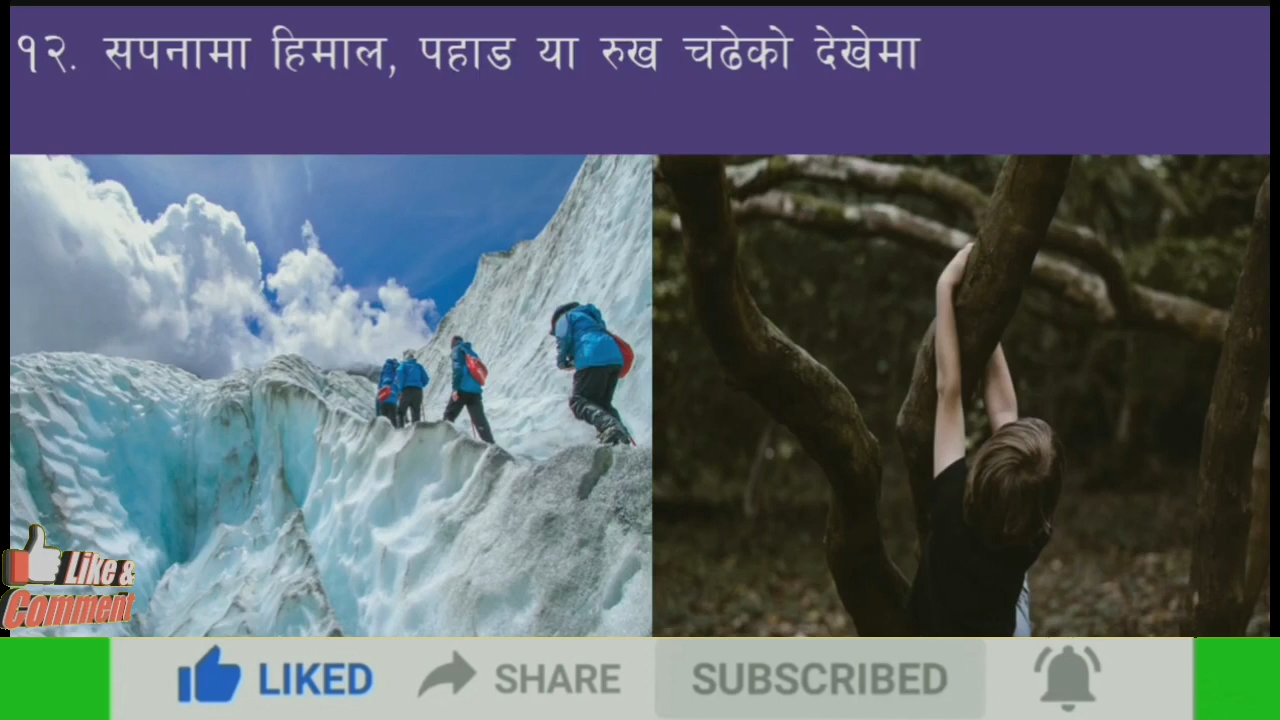 १२. सपनामा हिमाल, पहाड या रुख चढेको देखेमा
Like &
Comment
LIKED SHARE SUBSCRIBED